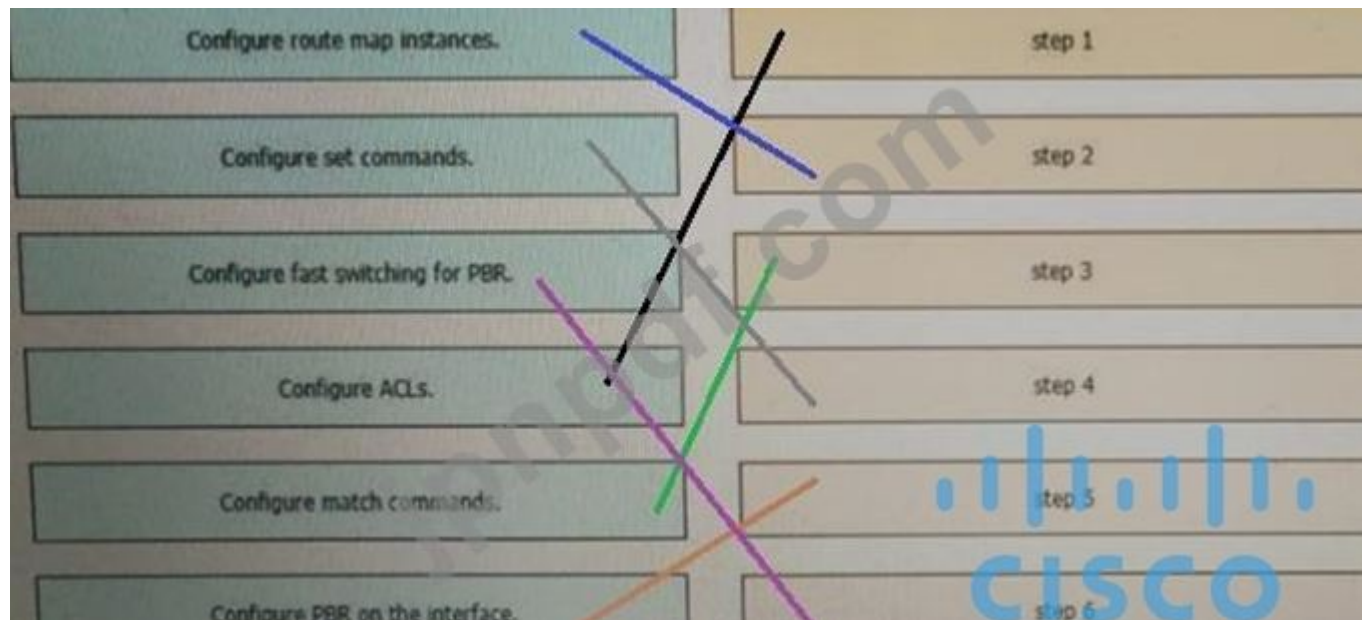 Configure route map instances.
step 1
Configure set commands.
step 2
Configure fast switching for PBR.
step 3
Configure ACLs.
step 4
Configure match commands.
step 5
Configure PBR on the interface.
step 6
CISCO